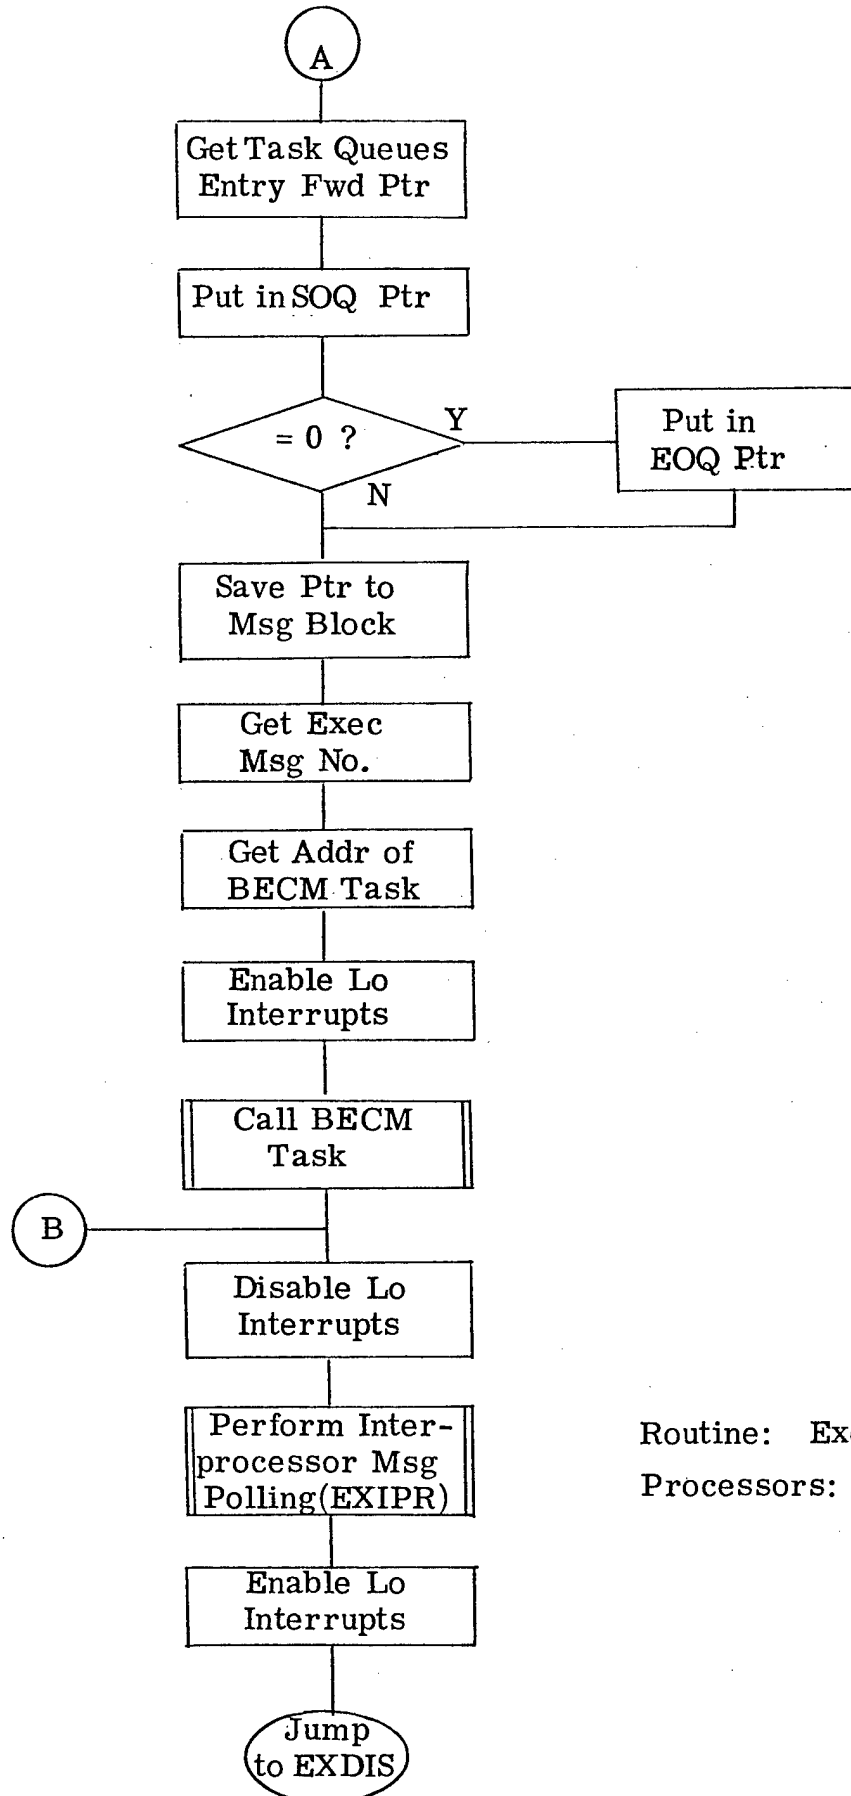 A
Get Task Queues
Entry Fwd Ptr
Put in SOQ Ptr
= 0 ?
Y
Put in
EOQ Ptr
N
Save Ptr to
Msg Block
Get Exec
Msg No.
Get Addr of
BECM Task
Enable Lo
Interrupts
Call BECM
Task
B
Disable Lo
Interrupts
Perform Inter-
processor Msg
Polling(EXIPR)
Routine:
Processors:
Enable Lo
Interrupts
Jump
to EXDIS